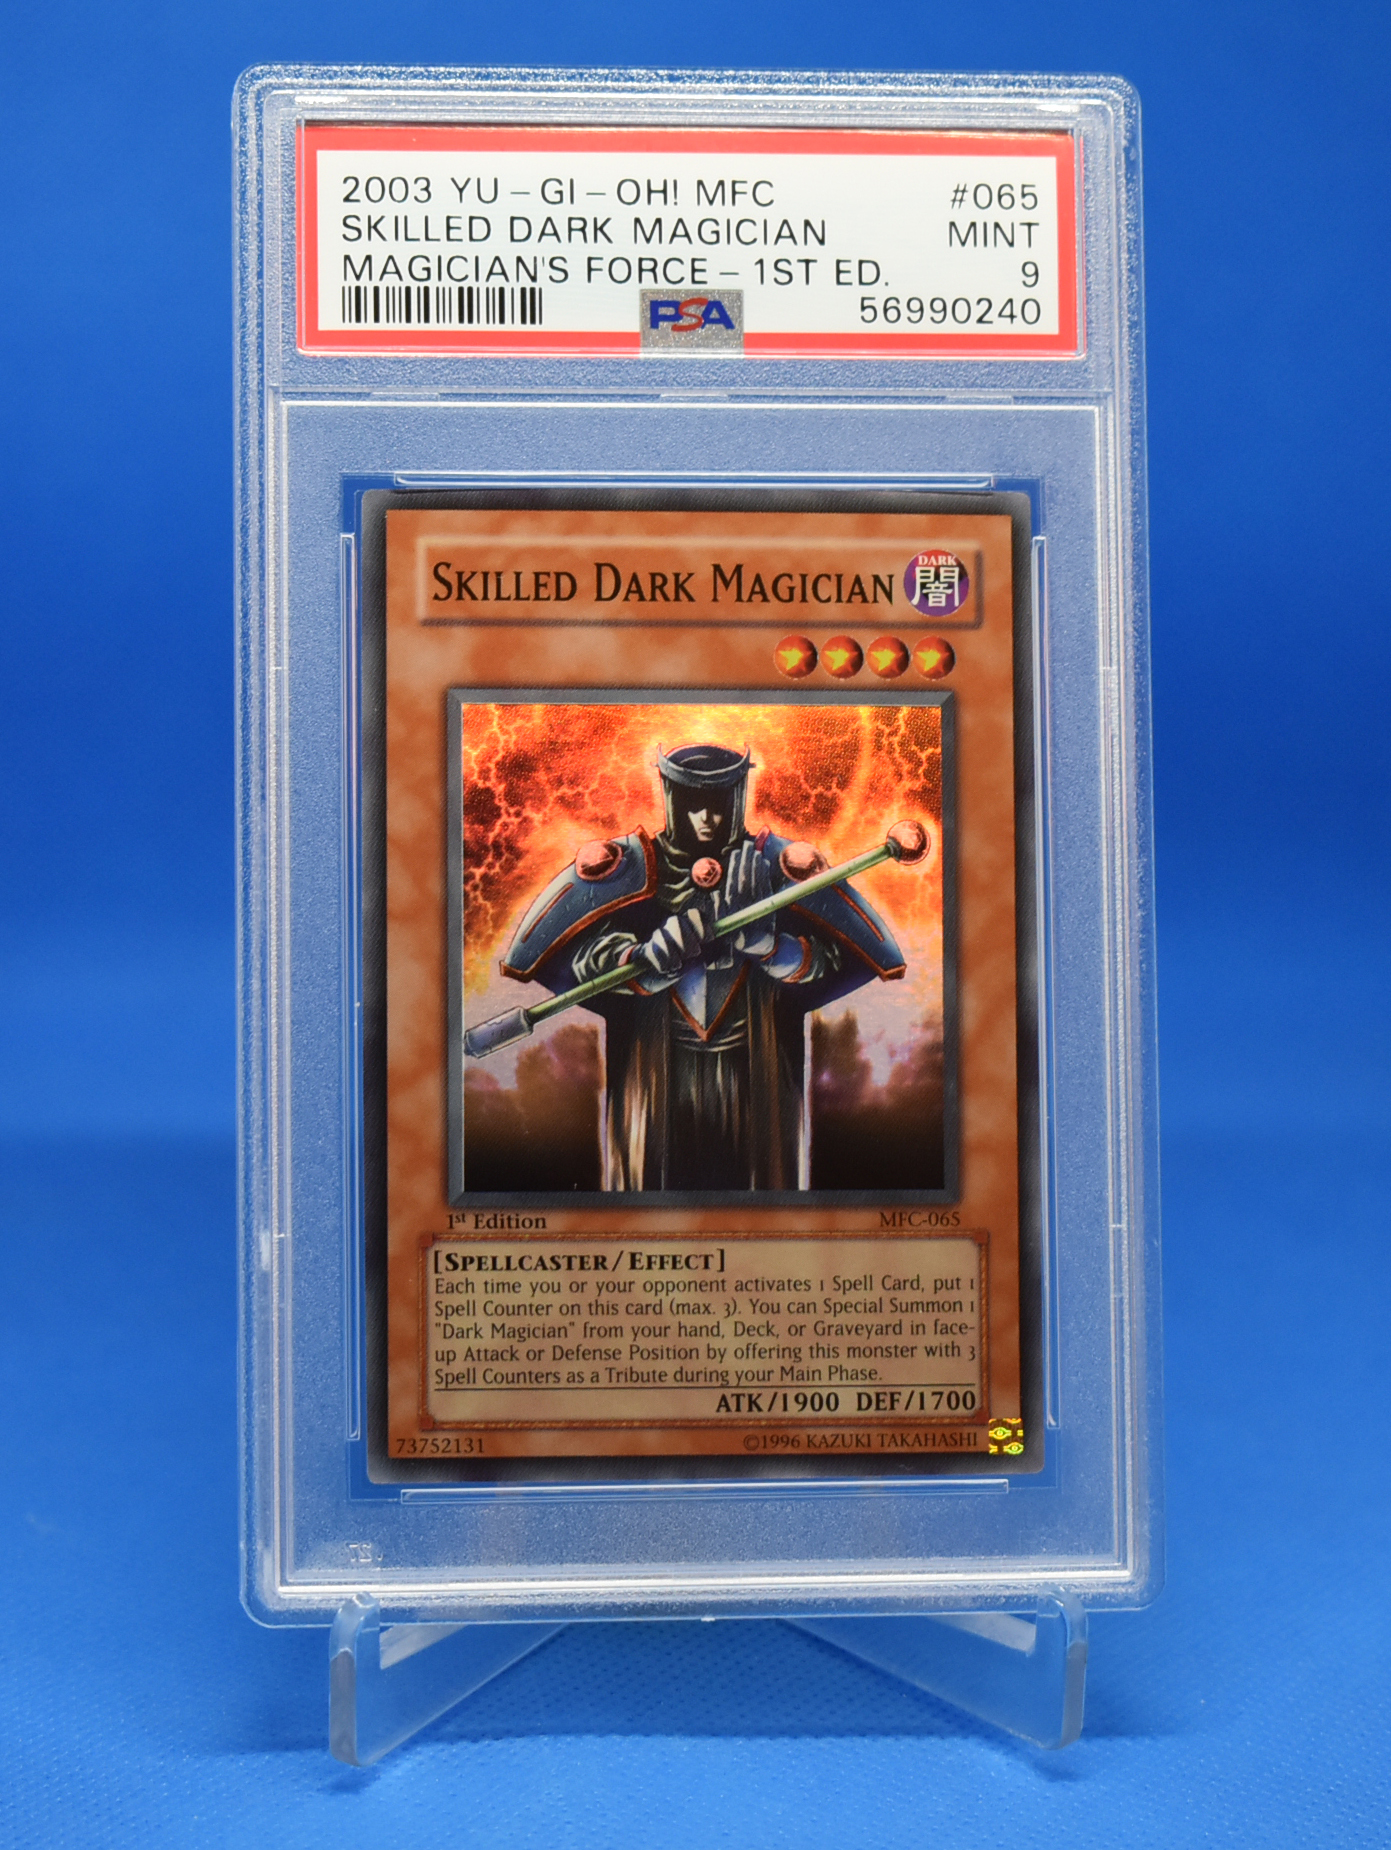 2003 YU-GI-OH! MFC #065
SKILLED DARK MAGICIAN MINT
MAGICIAN'S FORCE-1ST ED. 9
PSA 56990240
SKILLED DARK MAGICIAN DARK 闇
1st Edition MFC-065
[SPELLCASTER/EFFECT]
Each time you or your opponent activates 1 Spell Card, put 1
Spell Counter on this card (max. 3). You can Special Summon 1
"Dark Magician" from your hand, Deck, or Graveyard in face-
up Attack or Defense Position by offering this monster with 3
Spell Counters as a Tribute during your Main Phase.
ATK/1900 DEF/1700
73752131 ©1996 KAZUKI TAKAHASHI